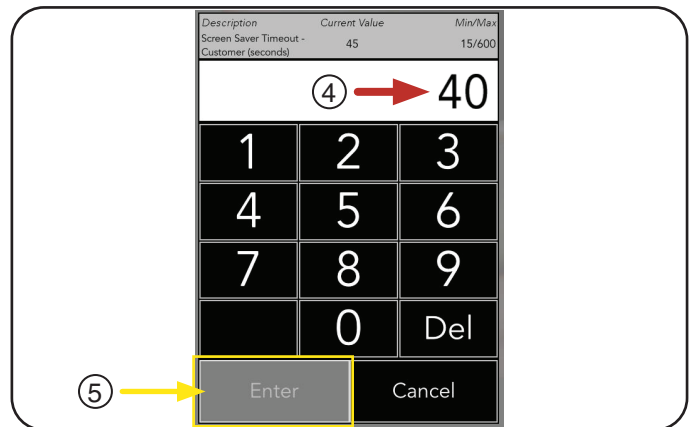 Description Current Value Min/Max
Screen Saver Timeout - 45 15/600
Customer (seconds)
④ 40
1 2 3
4 5 6
7 8 9
0 Del
⑤ Enter Cancel